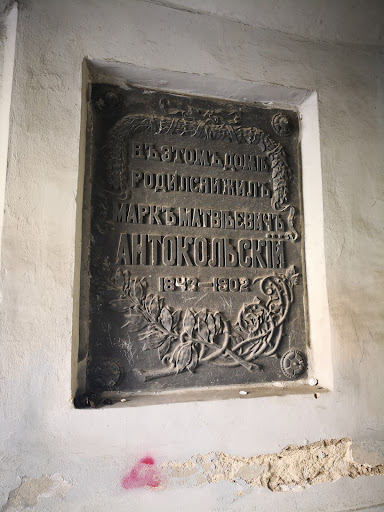 ВЪ ЭТОМЪ ДОМѢ
РОДИЛСЯ И ЖИЛЪ
МАРКЪ МАТВѢЕВИЧЪ
АНТОКОЛЬСКІЙ
1843—1902